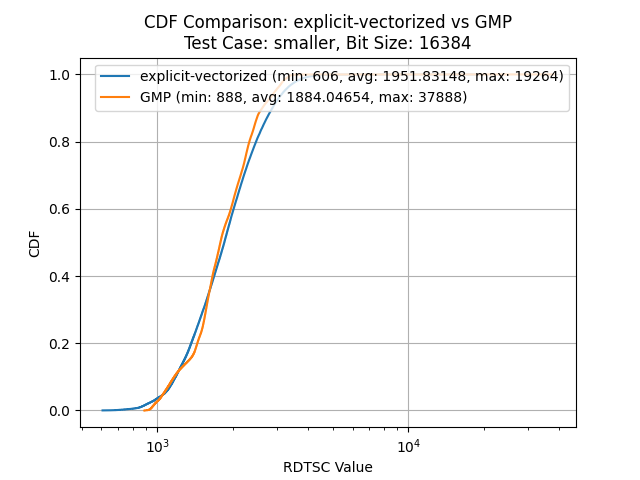 CDF Comparison: explicit-vectorized vs GMP
Test Case: smaller, Bit Size: 16384
explicit-vectorized (min: 606, avg: 1951.83148, max: 19264)
GMP (min: 888, avg: 1884.04654, max: 37888)
CDF
1.0
0.8
0.6
0.4
0.2
0.0
10³ 10⁴
RDTSC Value